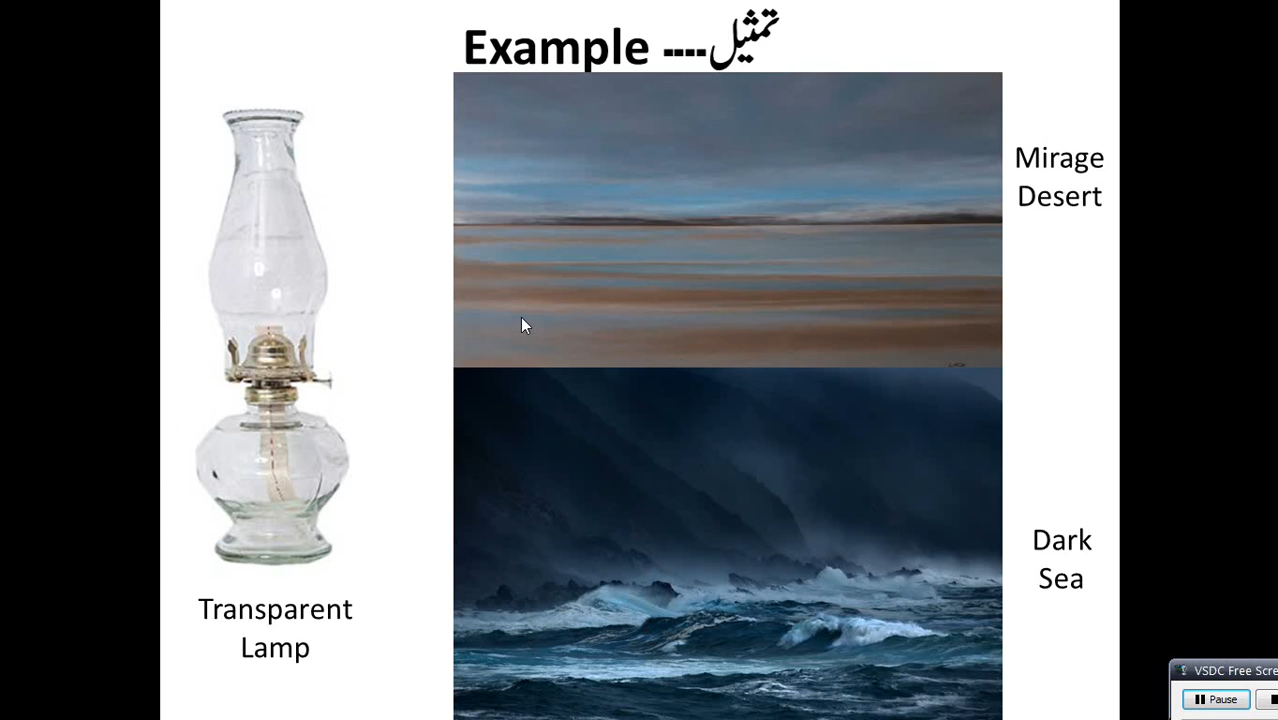 Example ----تمثیل
Mirage
Desert
Dark
Sea
Transparent
Lamp
VSDC Free Scre
Pause